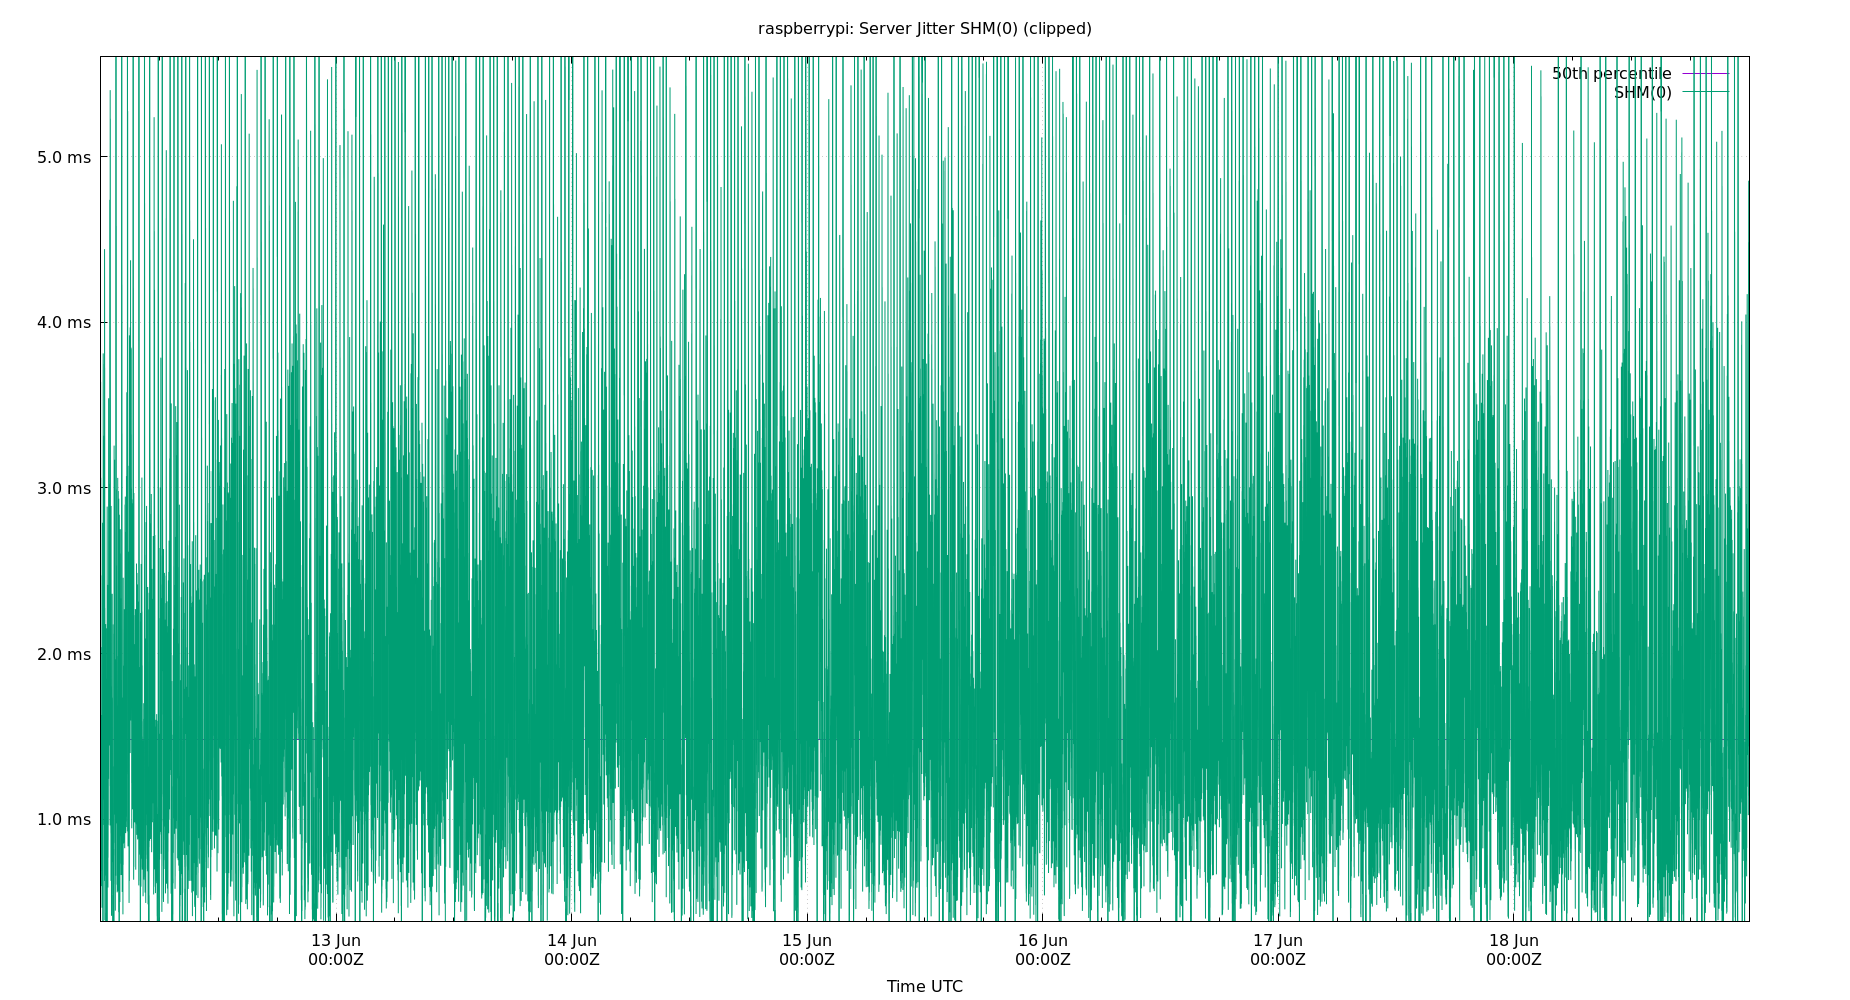 raspberrypi: Server Jitter SHM(0) (clipped)
50th percentile
SHM(0)
5.0 ms
4.0 ms
3.0 ms
2.0 ms
1.0 ms
13 Jun 14 Jun 15 Jun 16 Jun 17 Jun 18 Jun
00:00Z 00:00Z 00:00Z 00:00Z 00:00Z 00:00Z
Time UTC